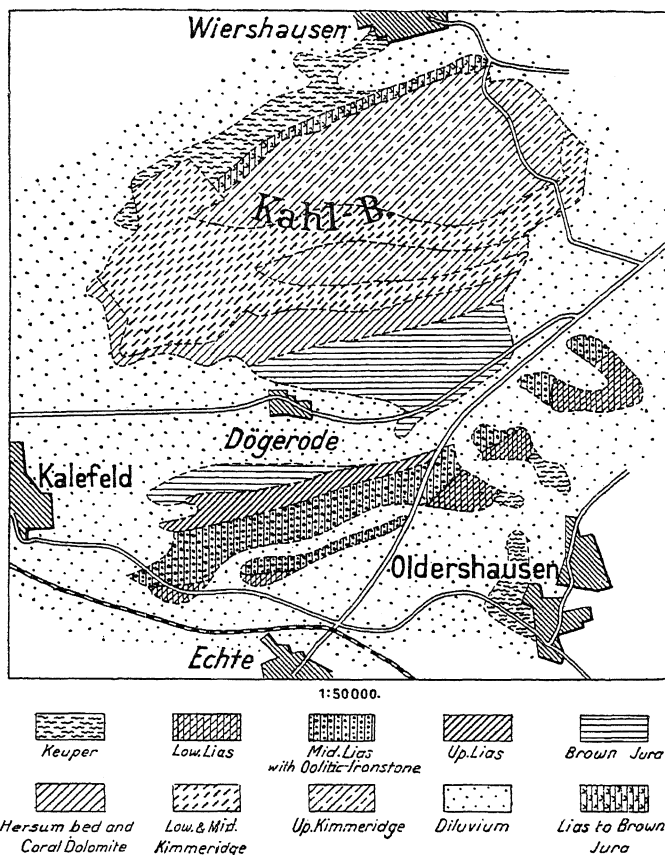 Wiershausen
Kahl-B.
Dögerode
Kalefeld
Oldershausen
Echte
1:50000.
Keuper
Low. Lias
Mid. Lias
with Oolitic-Ironstone
Up. Lias
Brown Jura
Hersum bed and
Coral Dolomite
Low. & Mid.
Kimmeridge
Up. Kimmeridge
Diluvium
Lias to Brown
Jura